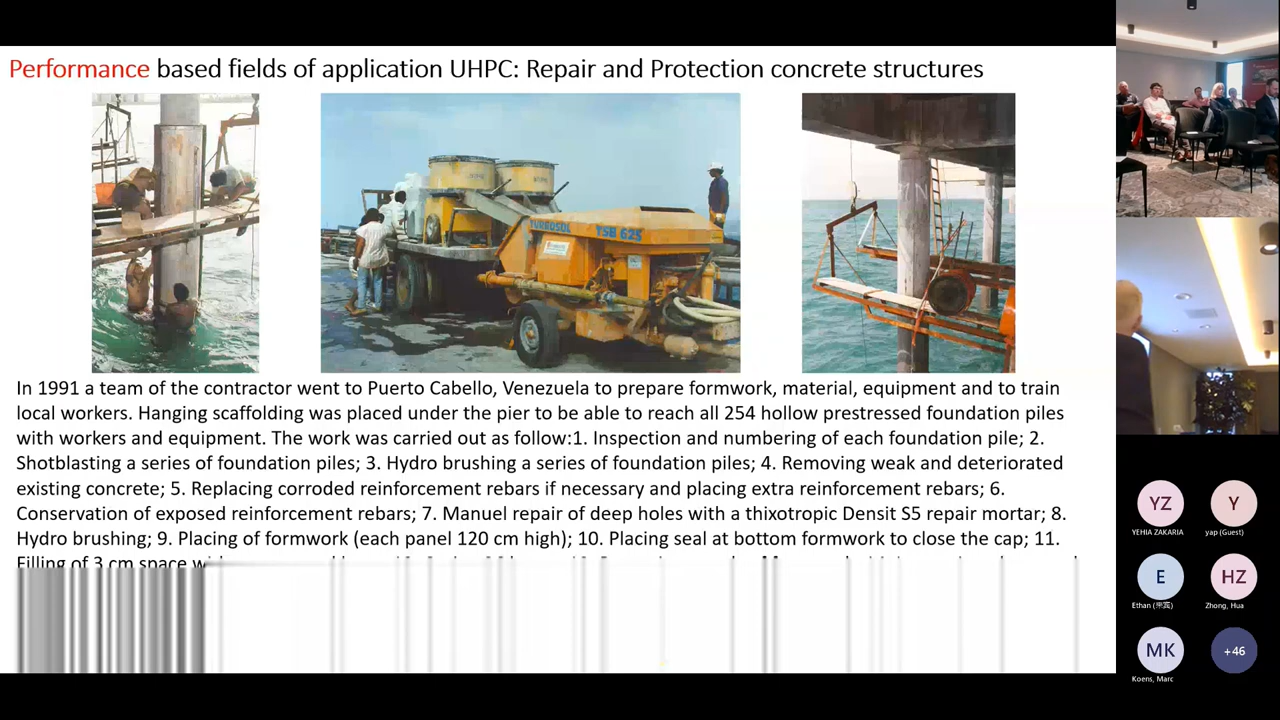 Performance based fields of application UHPC: Repair and Protection concrete structures
TURBOSOL
TSB 625
In 1991 a team of the contractor went to Puerto Cabello, Venezuela to prepare formwork, material, equipment and to train
local workers. Hanging scaffolding was placed under the pier to be able to reach all 254 hollow prestressed foundation piles
with workers and equipment. The work was carried out as follow:1. Inspection and numbering of each foundation pile; 2.
Shotblasting a series of foundation piles; 3. Hydro brushing a series of foundation piles; 4. Removing weak and deteriorated
existing concrete; 5. Replacing corroded reinforcement rebars if necessary and placing extra reinforcement rebars; 6.
Conservation of exposed reinforcement rebars; 7. Manuel repair of deep holes with a thixotropic Densit S5 repair mortar; 8.
Hydro brushing; 9. Placing of formwork (each panel 120 cm high); 10. Placing seal at bottom formwork to close the cap; 11.
Filling of 3 cm space
YZ
YEHIA ZAKARIA
Y
yap (Guest)
E
Ethan
HZ
Zhong, Hua
MK
Koens, Marc
+46